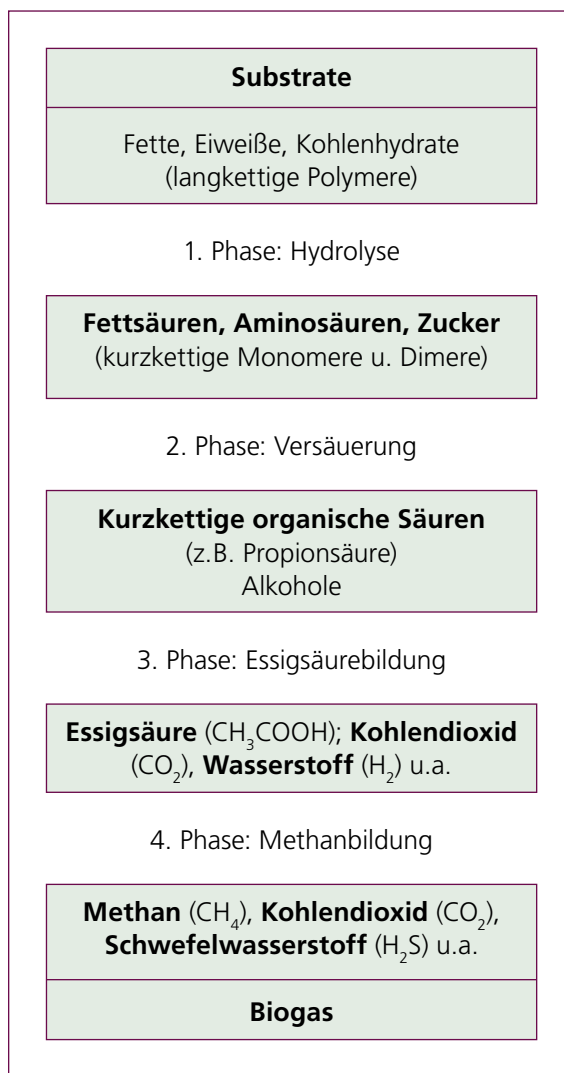 Substrate
Fette, Eiweiße, Kohlenhydrate
(langkettige Polymere)
1. Phase: Hydrolyse
Fettsäuren, Aminosäuren, Zucker
(kurzkettige Monomere u. Dimere)
2. Phase: Versäuerung
Kurzkettige organische Säuren
(z.B. Propionsäure)
Alkohole
3. Phase: Essigsäurebildung
Essigsäure (CH₃COOH); Kohlendioxid
(CO₂), Wasserstoff (H₂) u.a.
4. Phase: Methanbildung
Methan (CH₄), Kohlendioxid (CO₂),
Schwefelwasserstoff (H₂S) u.a.
Biogas